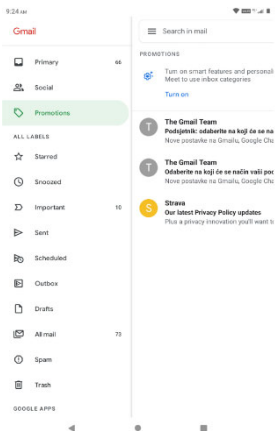 9:24 AM
Gmail
Search in mail
Primary 66
PROMOTIONS
Social
Turn on smart features and personali
Meet to use inbox categories
Turn on
Promotions
ALL LABELS
The Gmail Team
Podsjetnik: odaberite na koji će se na
Nove postavke na Gmailu, Google Cha
Starred
Snoozed
The Gmail Team
Odaberite na koji će se način vaši pod
Nove postavke na Gmailu, Google Cha
Important 10
Sent
Strava
Our latest Privacy Policy updates
Plus a privacy innovation you'll want to
Scheduled
Outbox
Drafts
All mail 73
Spam
Trash
GOOGLE APPS